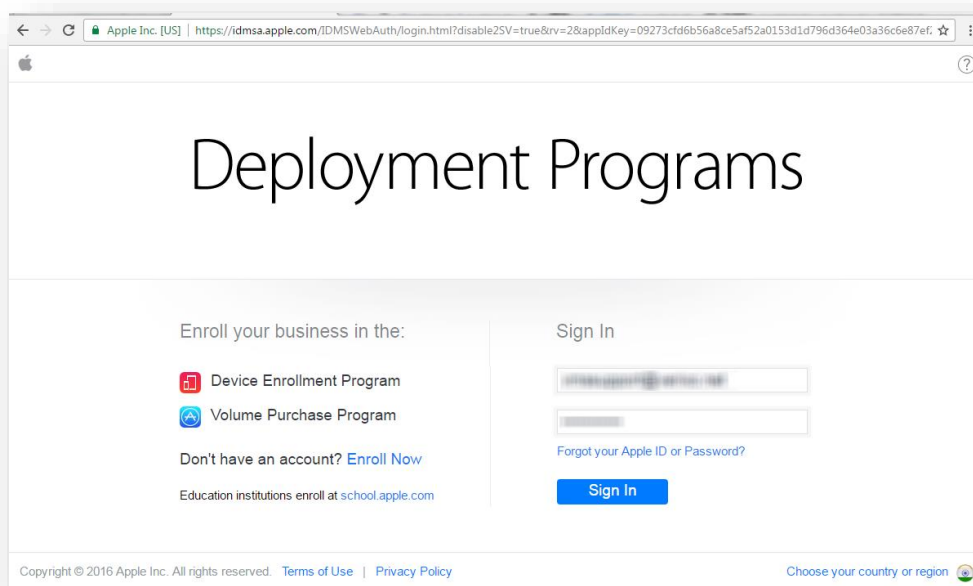 Apple Inc. [US] | https://idmsa.apple.com/IDMSWebAuth/login.html?disable2SV=true&rv=2&appIdKey=09273cfd6b56a8ce5af52a0153d1d796d364e03a36c6e87ef
?
Deployment Programs
Enroll your business in the:
Device Enrollment Program
Volume Purchase Program
Don't have an account? Enroll Now
Education institutions enroll at school.apple.com
Sign In
Forgot your Apple ID or Password?
Sign In
Copyright © 2016 Apple Inc. All rights reserved. Terms of Use | Privacy Policy
Choose your country or region